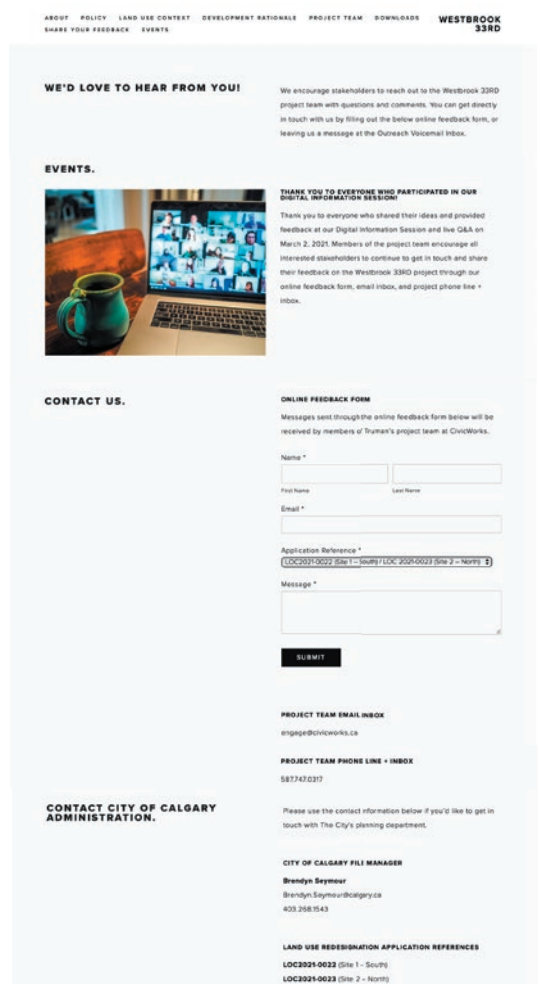 ABOUT POLICY LAND USE CONTEXT DEVELOPMENT RATIONALE PROJECT TEAM DOWNLOADS
SHARE YOUR FEEDBACK EVENTS
WESTBROOK
33RD
WE'D LOVE TO HEAR FROM YOU!
We encourage stakeholders to reach out to the Westbrook 33RD
project team with questions and comments. You can get directly
in touch with us by filling out the below online feedback form, or
leaving us a message at the Outreach Voicemail Inbox.
EVENTS.
THANK YOU TO EVERYONE WHO PARTICIPATED IN OUR
DIGITAL INFORMATION SESSION!
Thank you to everyone who shared their ideas and provided
feedback at our Digital Information Session and live Q&A on
March 2, 2021. Members of the project team encourage all
interested stakeholders to continue to get in touch and share
their feedback on the Westbrook 33RD project through our
online feedback form, email inbox, and project phone line +
inbox.
CONTACT US.
ONLINE FEEDBACK FORM
Messages sent through the online feedback form below will be
received by members of Truman's project team at CivicWorks.
Name *
First Name Last Name
Email *
Application Reference *
LOC2021-0022 (Site 1 – South) / LOC 2021-0023 (Site 2 – North)
Message *
SUBMIT
PROJECT TEAM EMAIL INBOX
engage@civicworks.ca
PROJECT TEAM PHONE LINE + INBOX
587.747.0317
CONTACT CITY OF CALGARY
ADMINISTRATION.
Please use the contact nformation below if you'd like to get in
touch with The City's planning department.
CITY OF CALGARY FILE MANAGER
Brendyn Seymour
Brendyn.Seymour@calgary.ca
403.268.1543
LAND USE REDESIGNATION APPLICATION REFERENCES
LOC2021-0022 (Site 1 – South)
LOC2021-0023 (Site 2 – North)